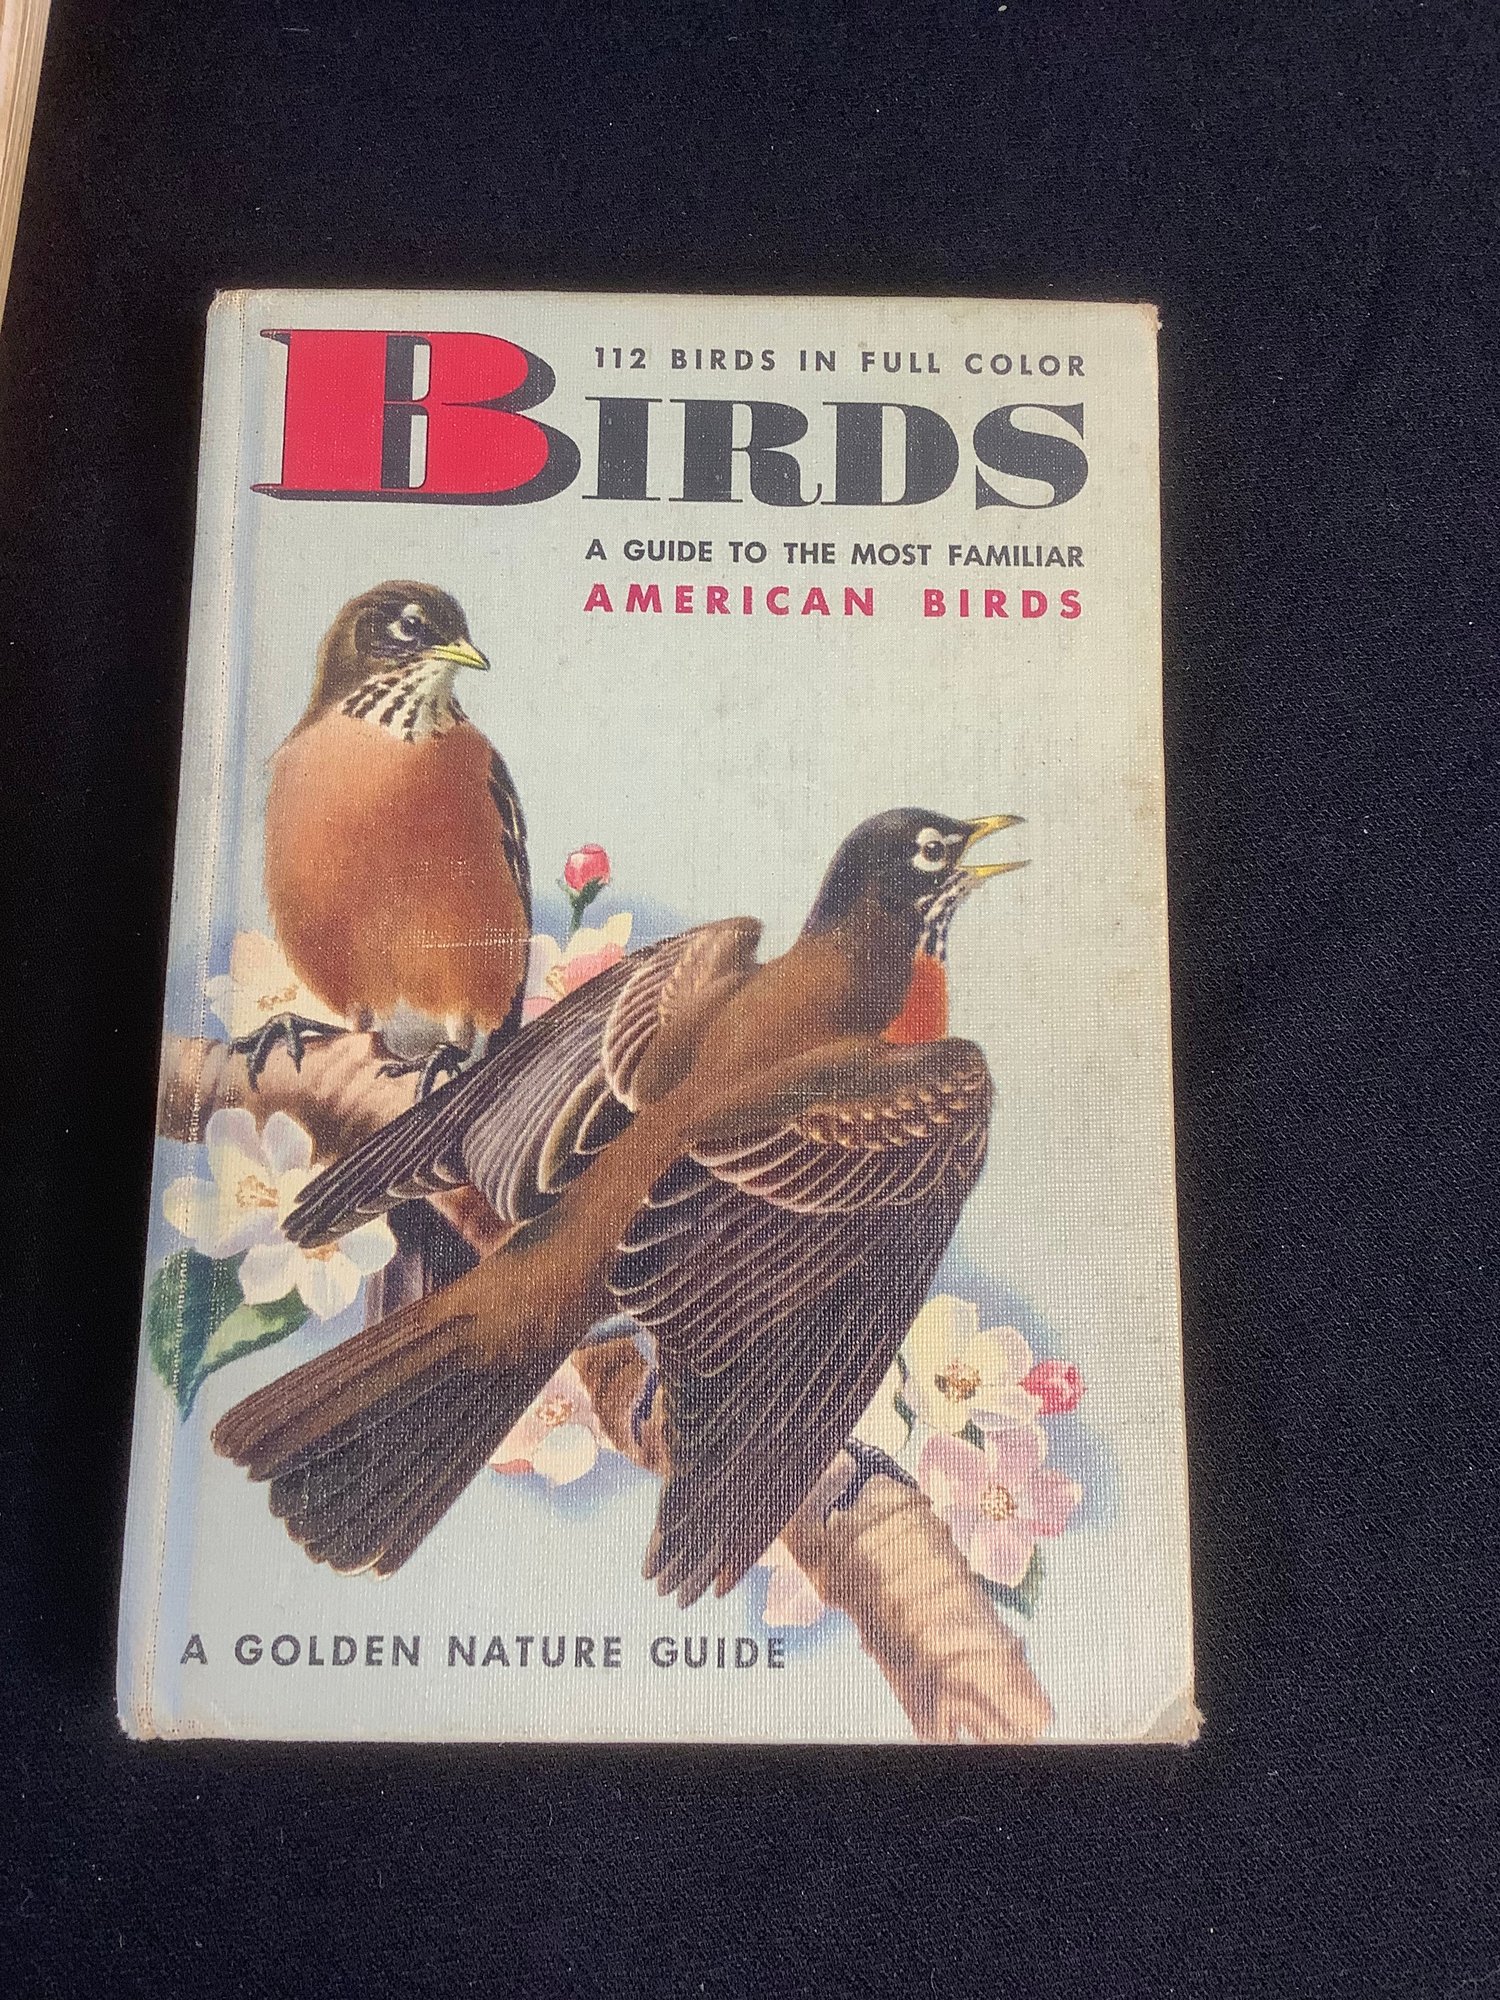 112 BIRDS IN FULL COLOR
BIRDS
A GUIDE TO THE MOST FAMILIAR
AMERICAN BIRDS
A GOLDEN NATURE GUIDE